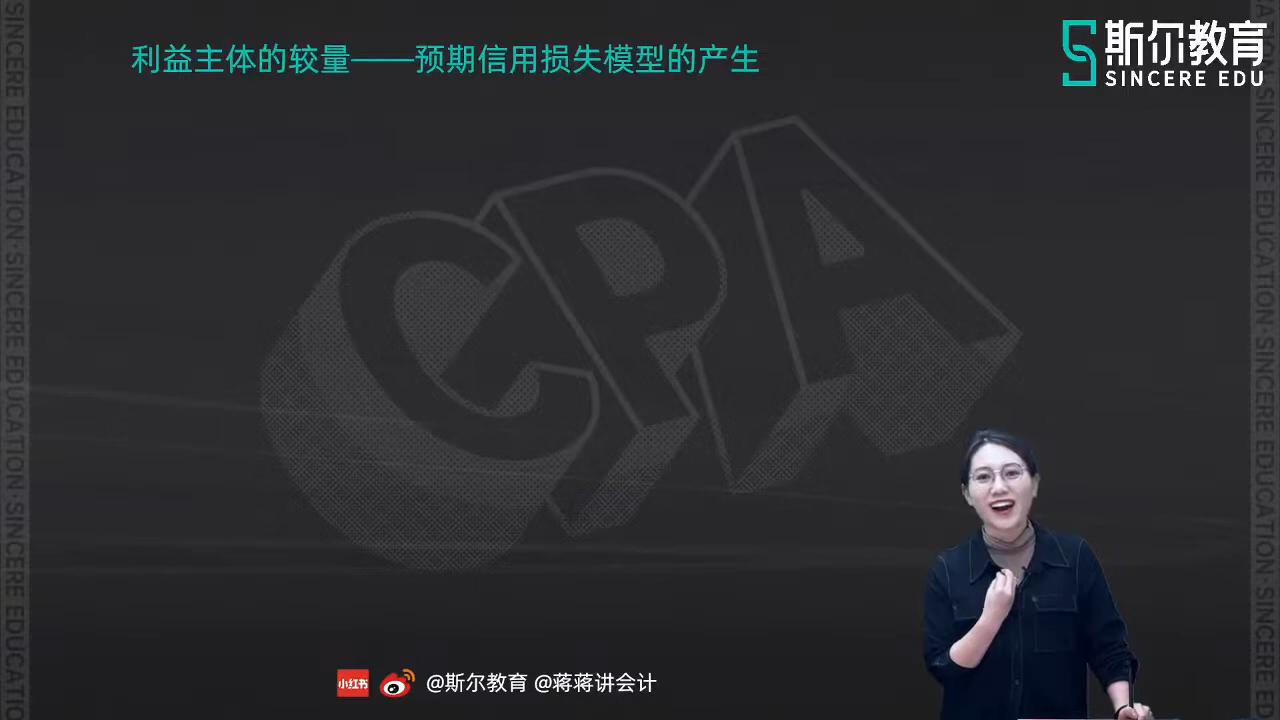 利益主体的较量——预期信用损失模型的产生
斯尔教育
SINCERE EDU
CPA
小红书 @斯尔教育 @蒋蒋讲会计
SINCERE EDUCATION·SINCERE EDUCATION·SINCERE EDUCATION
SINCERE EDUCATION·SINCERE EDUCATION·SINCERE EDUCATION